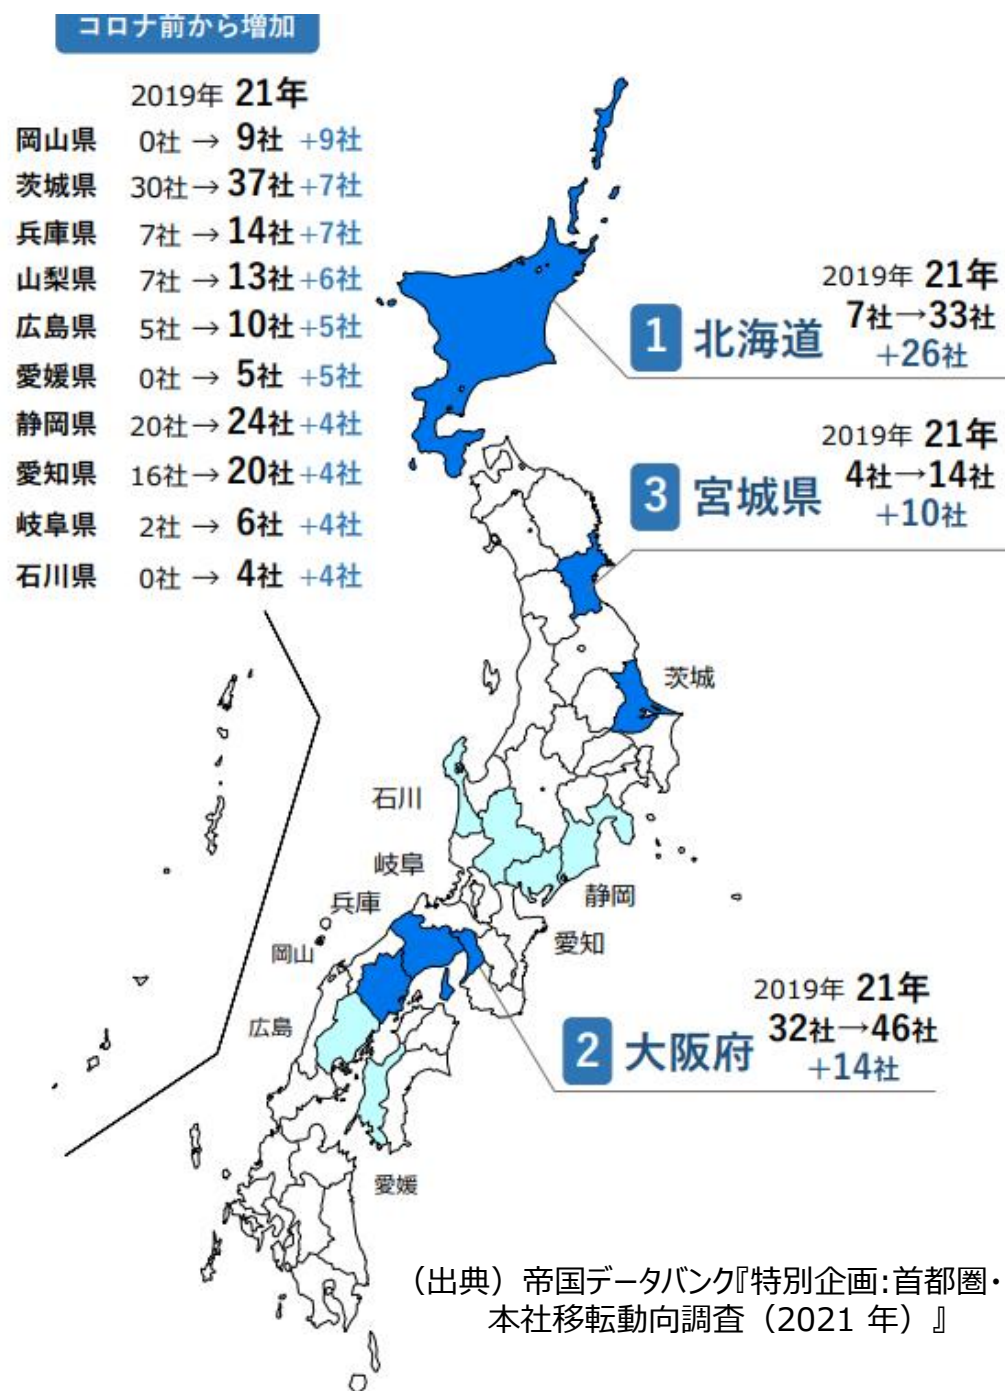 コロナ前から増加
2019年 21年
岡山県 0社 → 9社 +9社
茨城県 30社→ 37社 +7社
兵庫県 7社 → 14社 +7社
山梨県 7社→ 13社 +6社
広島県 5社→ 10社 +5社
愛媛県 0社→ 5社 +5社
静岡県 20社→ 24社 +4社
愛知県 16社→ 20社 +4社
岐阜県 2社 → 6社 +4社
石川県 0社 → 4社 +4社
2019年 21年
1 北海道 7社→33社
+26社
2019年 21年
3 宮城県 4社→14社
+10社
茨城
石川
岐阜
静岡
兵庫
愛知
岡山
広島
2019年 21年
2 大阪府 32社→46社
+14社
愛媛
（出典）帝国データバンク『特別企画:首都圏・
本社移転動向調査（2021 年）』